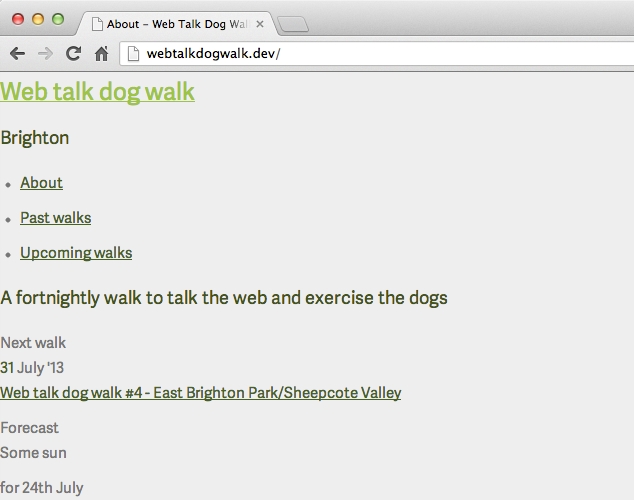 About – Web Talk Dog Wal
webtalkdogwalk.dev/
Web talk dog walk
Brighton
About
Past walks
Upcoming walks
A fortnightly walk to talk the web and exercise the dogs
Next walk
31 July '13
Web talk dog walk #4 - East Brighton Park/Sheepcote Valley
Forecast
Some sun
for 24th July